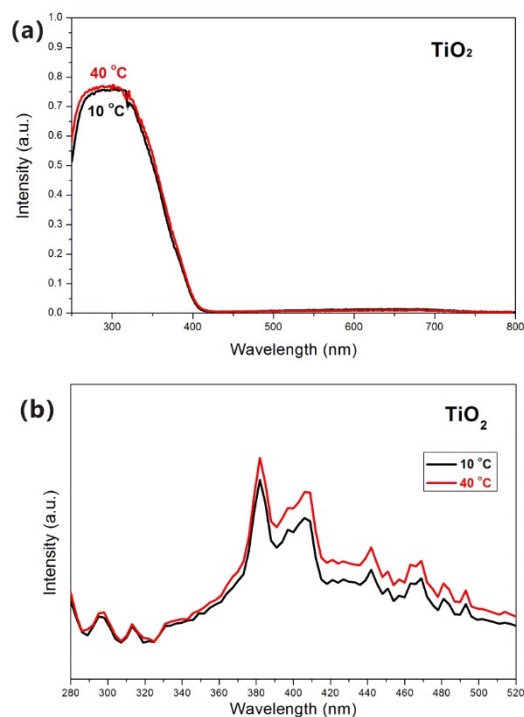 (a)
TiO₂
40 °C
10 °C
Intensity (a.u.)
1.0
0.9
0.8
0.7
0.6
0.5
0.4
0.3
0.2
0.1
0.0
300 400 500 600 700 800
Wavelength (nm)
(b)
TiO₂
10 °C
40 °C
Intensity (a.u.)
280 300 320 340 360 380 400 420 440 460 480 500 520
Wavelength (nm)